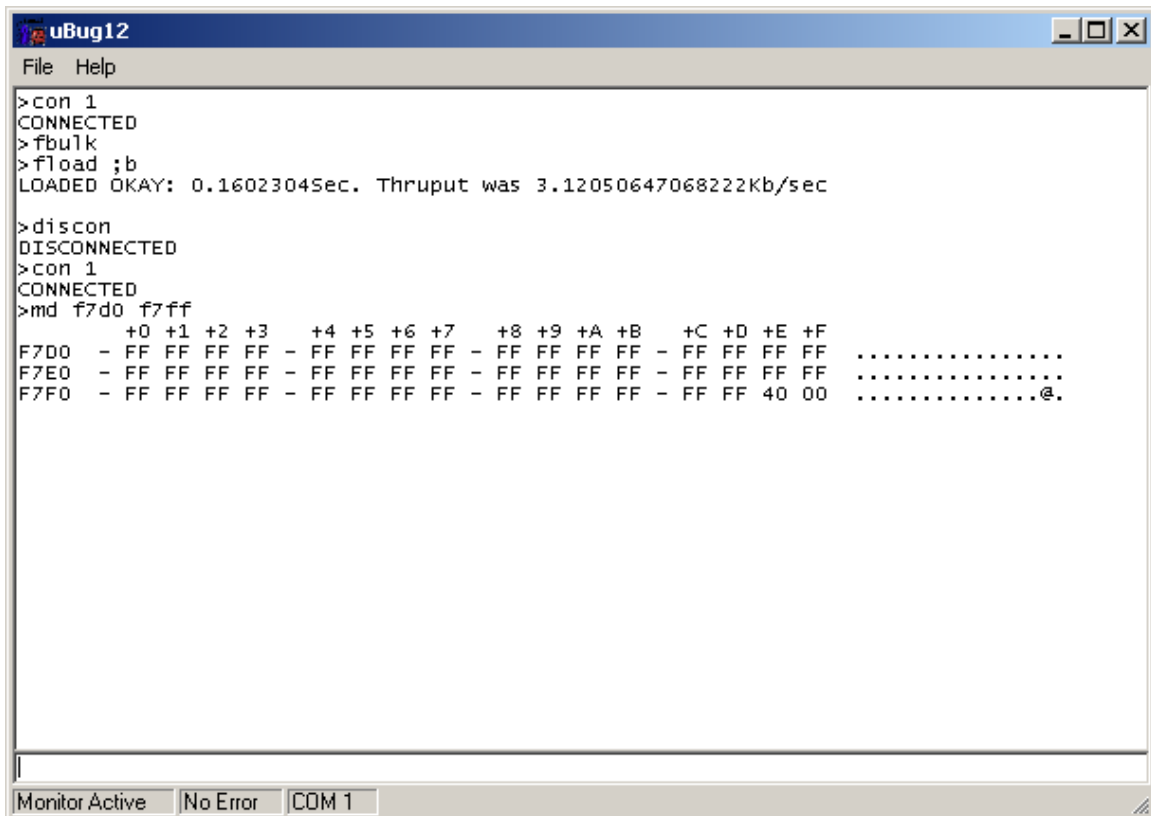 uBug12
File Help
>con 1
CONNECTED
>fbulk
>fload ;b
LOADED OKAY: 0.1602304Sec. Thruput was 3.12050647068222Kb/sec
>discon
DISCONNECTED
>con 1
CONNECTED
>md f7d0 f7ff
+0 +1 +2 +3 +4 +5 +6 +7 +8 +9 +A +B +C +D +E +F
F7D0 - FF FF FF FF - FF FF FF FF - FF FF FF FF - FF FF FF FF ................
F7E0 - FF FF FF FF - FF FF FF FF - FF FF FF FF - FF FF FF FF ................
F7F0 - FF FF FF FF - FF FF FF FF - FF FF FF FF - FF FF 40 00 ..............@.
Monitor Active No Error COM 1